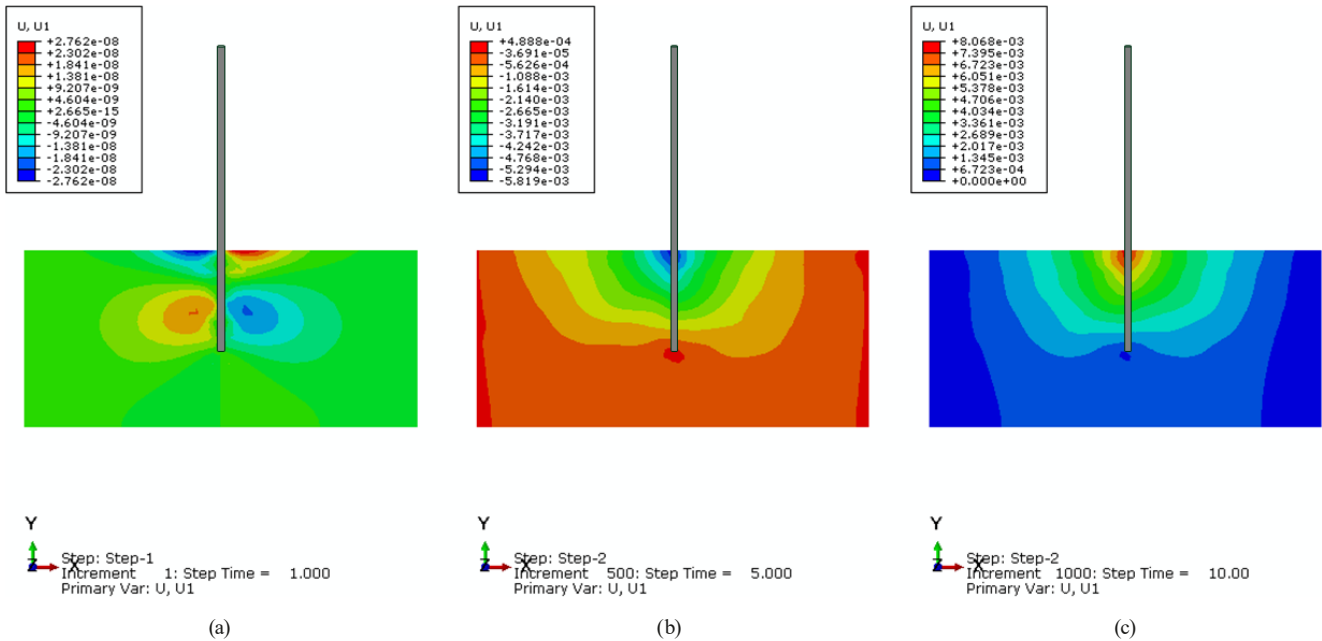 U, U1
+2.762e-08
+2.302e-08
+1.841e-08
+1.381e-08
+9.207e-09
+4.604e-09
+2.665e-15
-4.604e-09
-9.207e-09
-1.381e-08
-1.841e-08
-2.302e-08
-2.762e-08
Y
Z
X
Step: Step-1
Increment 1: Step Time = 1.000
Primary Var: U, U1
(a)
U, U1
+4.888e-04
-3.691e-05
-5.626e-04
-1.088e-03
-1.614e-03
-2.140e-03
-2.665e-03
-3.191e-03
-3.717e-03
-4.242e-03
-4.768e-03
-5.294e-03
-5.819e-03
Y
Z
X
Step: Step-2
Increment 500: Step Time = 5.000
Primary Var: U, U1
(b)
U, U1
+8.068e-03
+7.395e-03
+6.723e-03
+6.051e-03
+5.378e-03
+4.706e-03
+4.034e-03
+3.361e-03
+2.689e-03
+2.017e-03
+1.345e-03
+6.723e-04
+0.000e+00
Y
Z
X
Step: Step-2
Increment 1000: Step Time = 10.00
Primary Var: U, U1
(c)